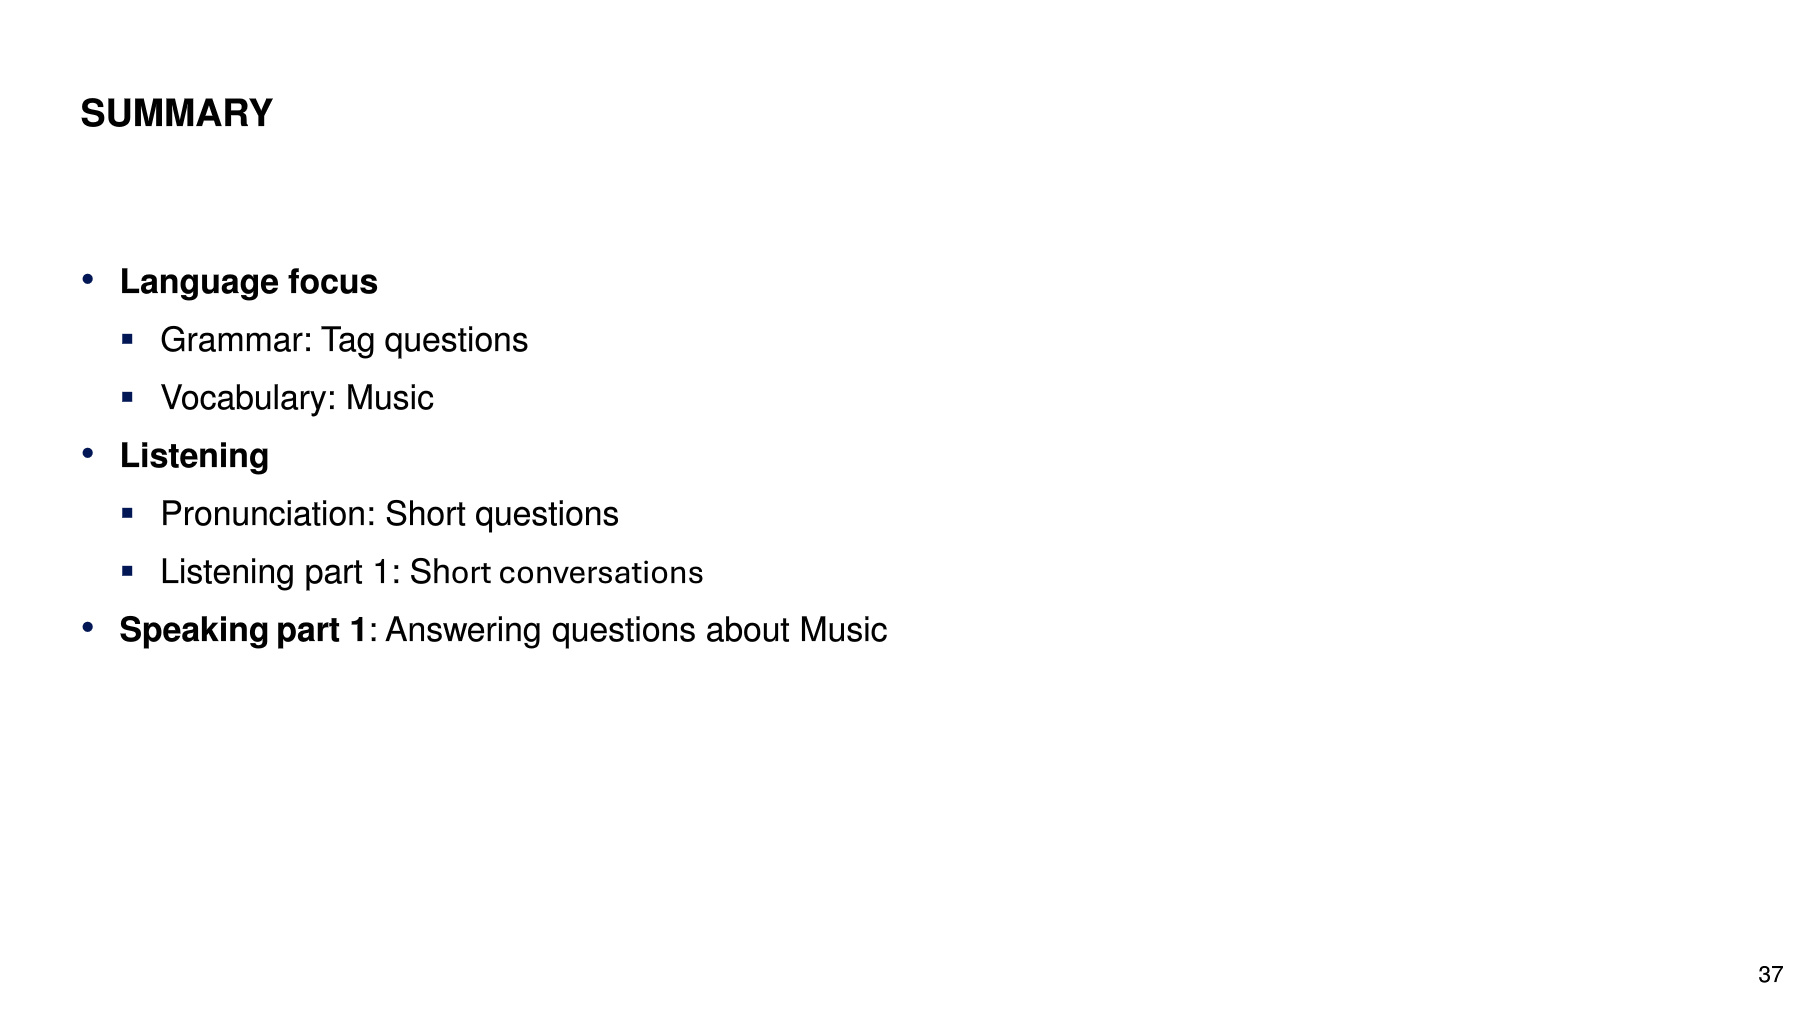 SUMMARY
• Language focus
▪ Grammar: Tag questions
▪ Vocabulary: Music
• Listening
▪ Pronunciation: Short questions
▪ Listening part 1: Short conversations
• Speaking part 1: Answering questions about Music
37